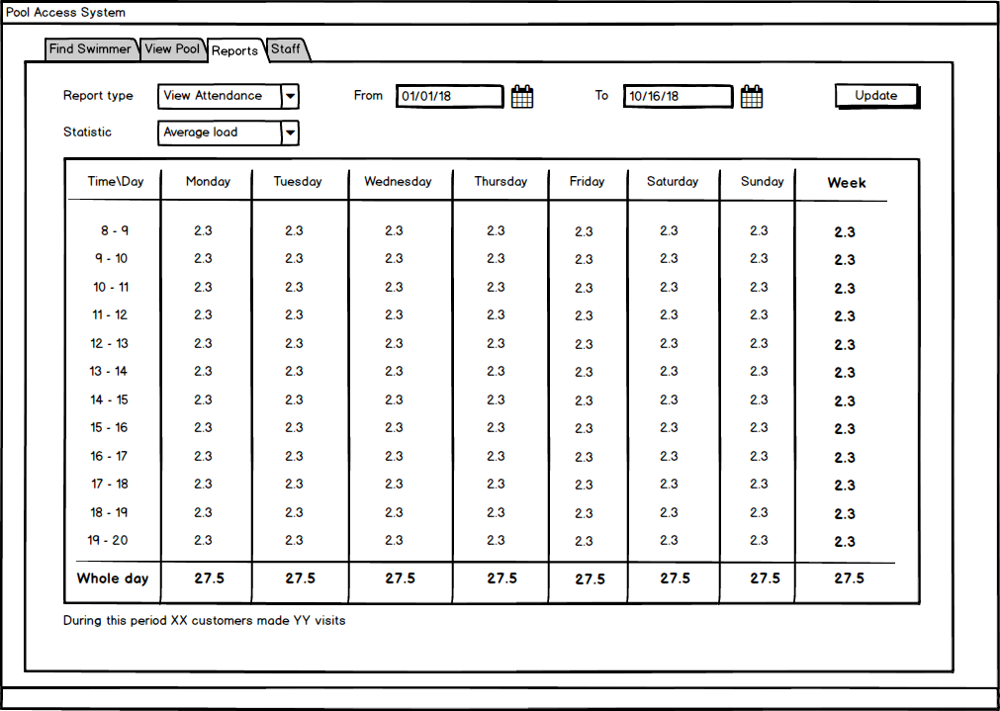 Pool Access System
Find Swimmer View Pool Reports Staff
Report type View Attendance From 01/01/18 To 10/16/18 Update
Statistic Average load
Time\Day Monday Tuesday Wednesday Thursday Friday Saturday Sunday Week
8 - 9 2.3 2.3 2.3 2.3 2.3 2.3 2.3 2.3
9 - 10 2.3 2.3 2.3 2.3 2.3 2.3 2.3 2.3
10 - 11 2.3 2.3 2.3 2.3 2.3 2.3 2.3 2.3
11 - 12 2.3 2.3 2.3 2.3 2.3 2.3 2.3 2.3
12 - 13 2.3 2.3 2.3 2.3 2.3 2.3 2.3 2.3
13 - 14 2.3 2.3 2.3 2.3 2.3 2.3 2.3 2.3
14 - 15 2.3 2.3 2.3 2.3 2.3 2.3 2.3 2.3
15 - 16 2.3 2.3 2.3 2.3 2.3 2.3 2.3 2.3
16 - 17 2.3 2.3 2.3 2.3 2.3 2.3 2.3 2.3
17 - 18 2.3 2.3 2.3 2.3 2.3 2.3 2.3 2.3
18 - 19 2.3 2.3 2.3 2.3 2.3 2.3 2.3 2.3
19 - 20 2.3 2.3 2.3 2.3 2.3 2.3 2.3 2.3
Whole day 27.5 27.5 27.5 27.5 27.5 27.5 27.5 27.5
During this period XX customers made YY visits